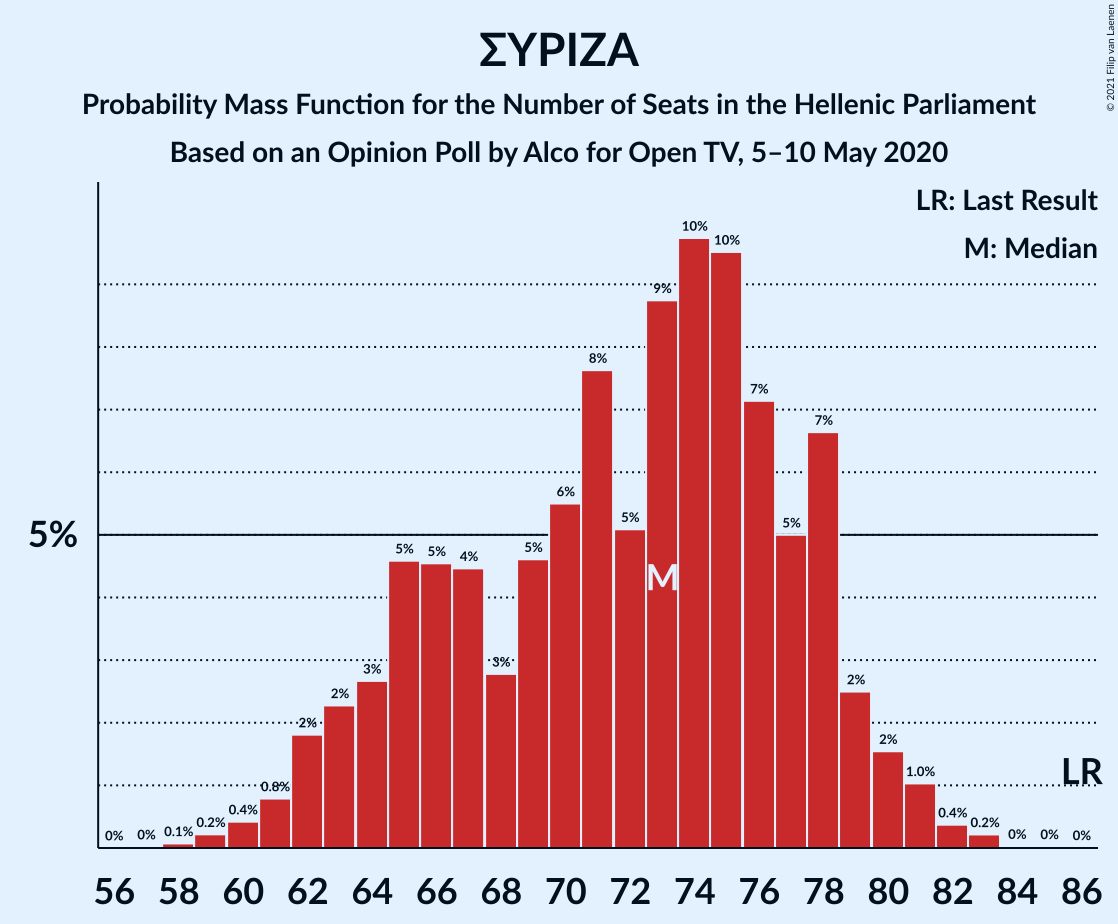 ΣΥΡΙΖΑ
Probability Mass Function for the Number of Seats in the Hellenic Parliament
Based on an Opinion Poll by Alco for Open TV, 5–10 May 2020
© 2021 Filip van Laenen
LR: Last Result
M: Median
5%
0% 0% 0.1% 0.2% 0.4% 0.8% 2% 2% 3% 5% 5% 4% 3% 5% 6% 8% 5% 9% 10% 10% 7% 5% 7% 2% 2% 1.0% 0.4% 0.2% 0% 0% 0%
M
LR
56 58 60 62 64 66 68 70 72 74 76 78 80 82 84 86